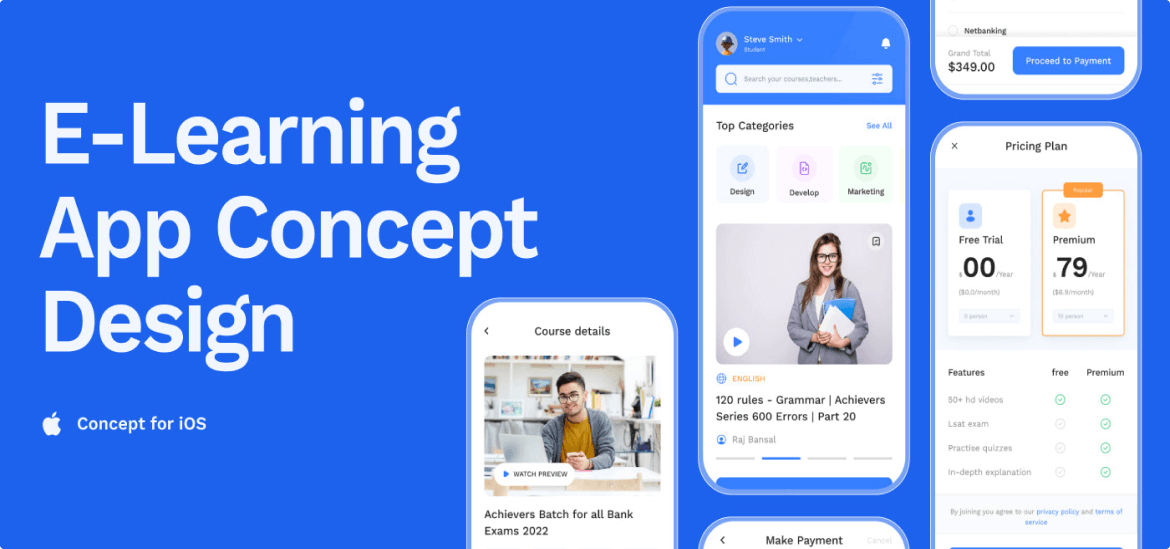 E-Learning
App Concept
Design
Concept for iOS
Course details
WATCH PREVIEW
Achievers Batch for all Bank
Exams 2022
Steve Smith
Student
Search your courses,teachers...
Top Categories
See All
Design
Develop
Marketing
ENGLISH
120 rules - Grammar | Achievers
Series 600 Errors | Part 20
Raj Bansal
Make Payment
Cancel
Netbanking
Grand Total
$349.00
Proceed to Payment
Pricing Plan
Popular
Free Trial
$ 00 /Year
($0.0/month)
Premium
$ 79 /Year
($6.9/month)
10 person
Features free Premium
50+ hd videos
Lsat exam
Practise quizzes
In-depth explanation
By joining you agree to our privacy policy and terms of
service